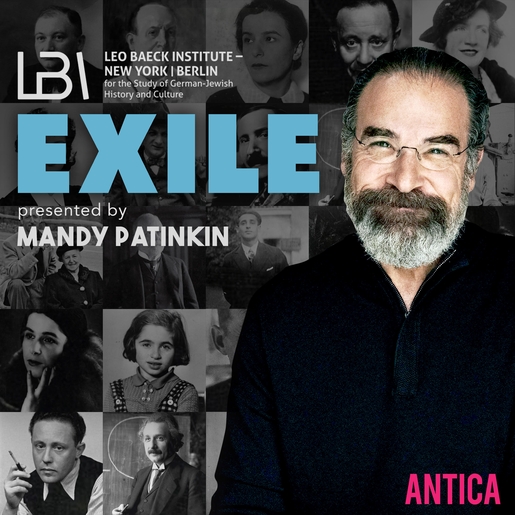 LBI
LEO BAECK INSTITUTE –
NEW YORK | BERLIN
for the Study of German-Jewish
History and Culture
EXILE
presented by
MANDY PATINKIN
ANTICA